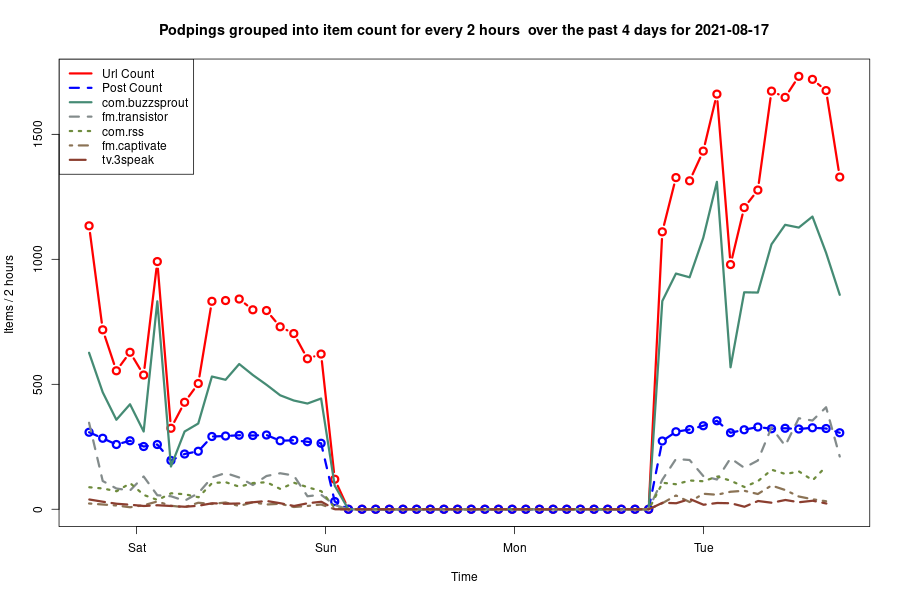 Podpings grouped into item count for every 2 hours  over the past 4 days for 2021-08-17
Url Count
Post Count
com.buzzsprout
fm.transistor
com.rss
fm.captivate
tv.3speak
Items / 2 hours
1500
1000
500
0
Sat
Sun
Mon
Tue
Time